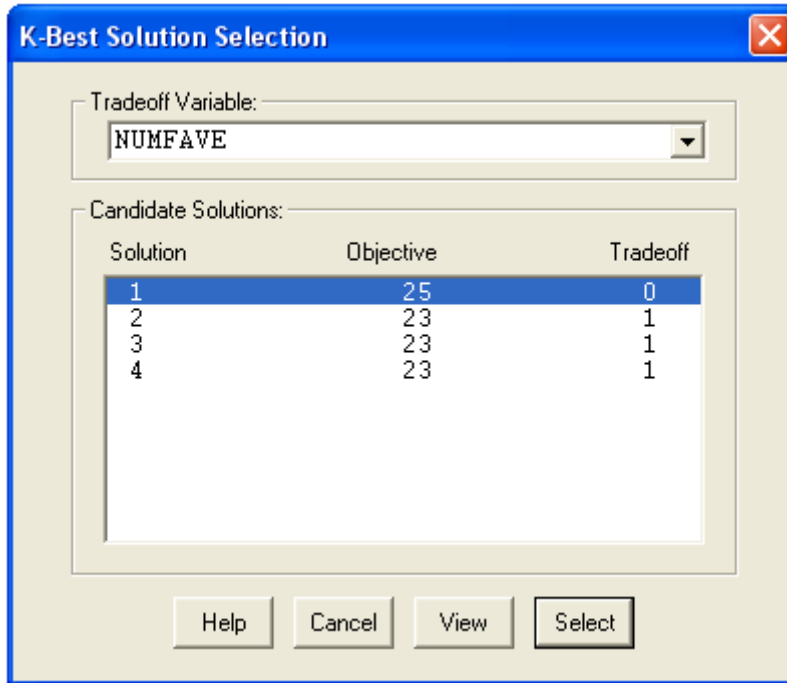 K-Best Solution Selection
Tradeoff Variable:
NUMFAVE
Candidate Solutions:
Solution Objective Tradeoff
1 25 0
2 23 1
3 23 1
4 23 1
Help Cancel View Select